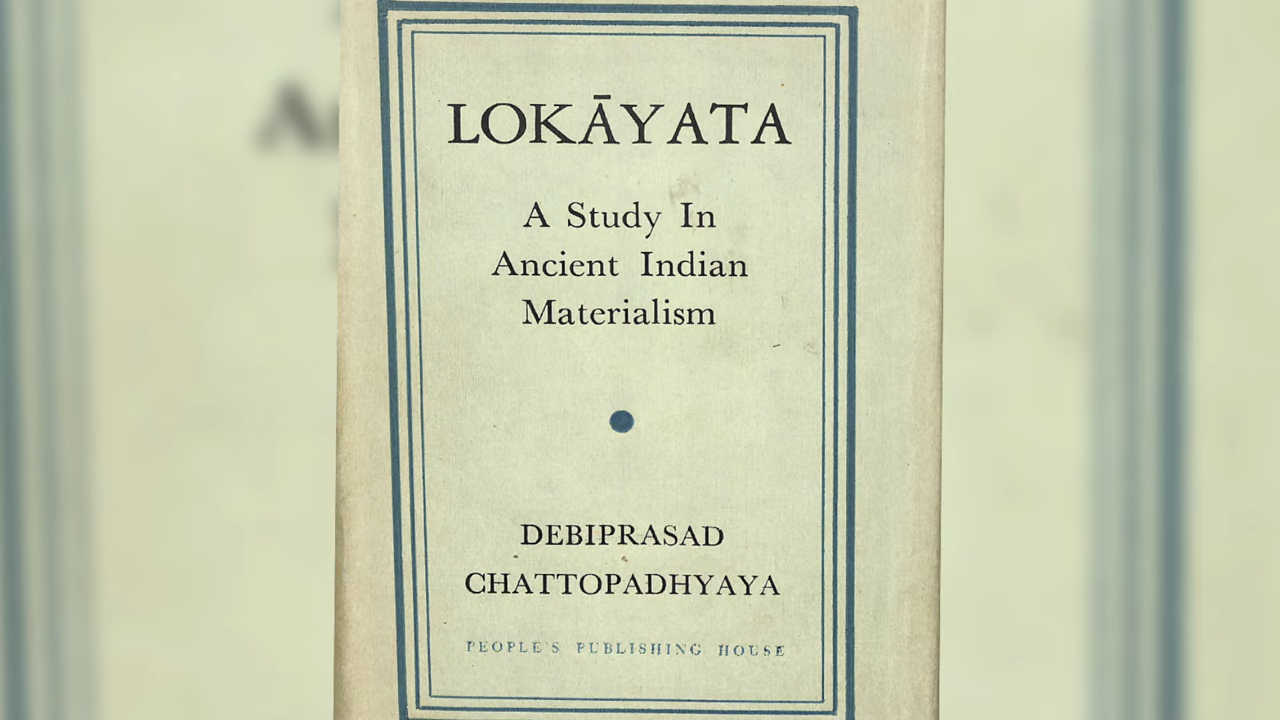 LOKĀYATA
A Study In
Ancient Indian
Materialism
DEBIPRASAD
CHATTOPADHYAYA
PEOPLE'S PUBLISHING HOUSE